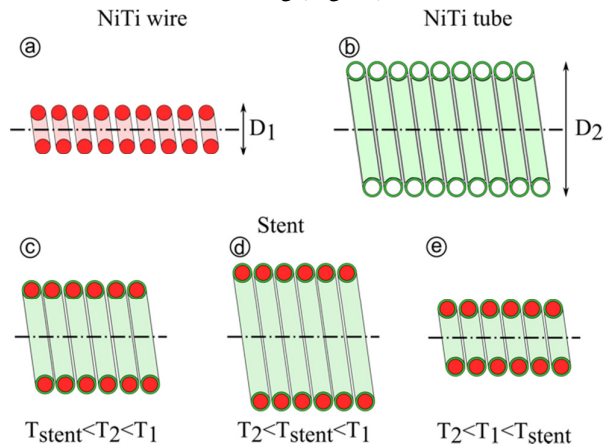 NiTi wire
NiTi tube
a
b
D1
D2
Stent
c
d
e
Tstent<T2<T1
T2<Tstent<T1
T2<T1<Tstent